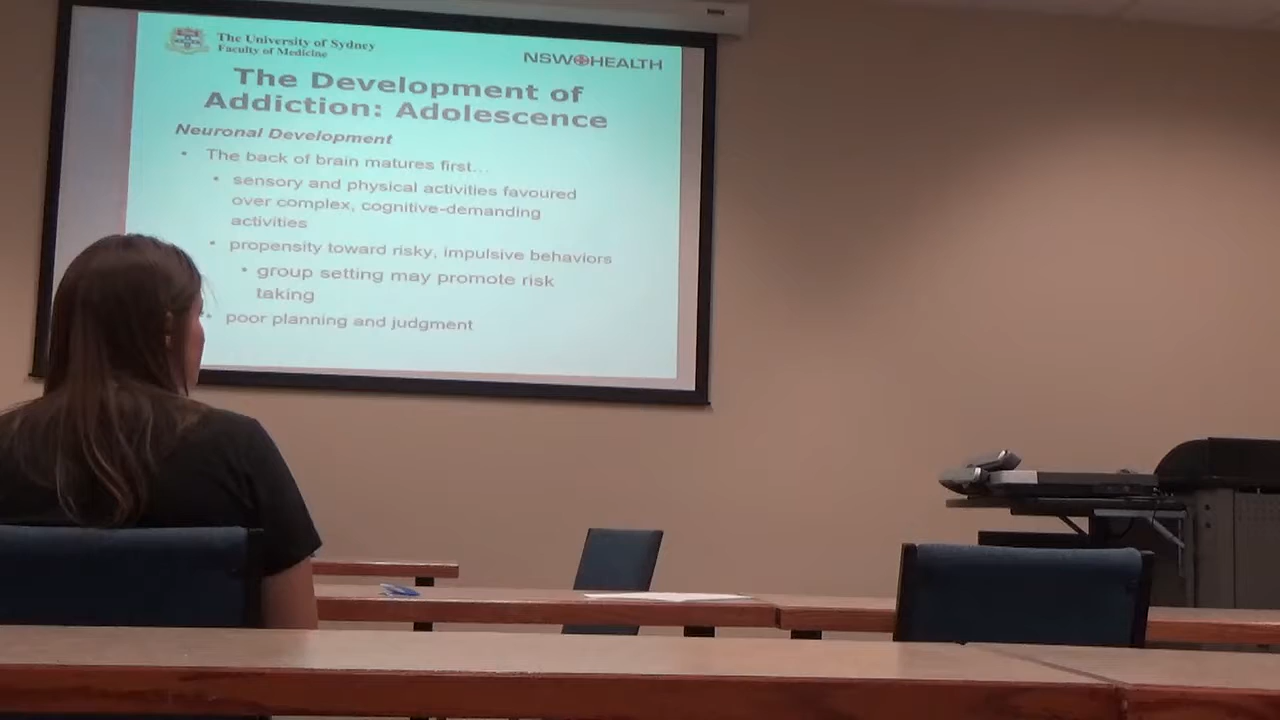 The University of Sydney
Faculty of Medicine
NSW HEALTH
The Development of
Addiction: Adolescence
Neuronal Development
• The back of brain matures first...
• sensory and physical activities favoured
over complex, cognitive-demanding
activities
• propensity toward risky, impulsive behaviors
• group setting may promote risk
taking
• poor planning and judgment